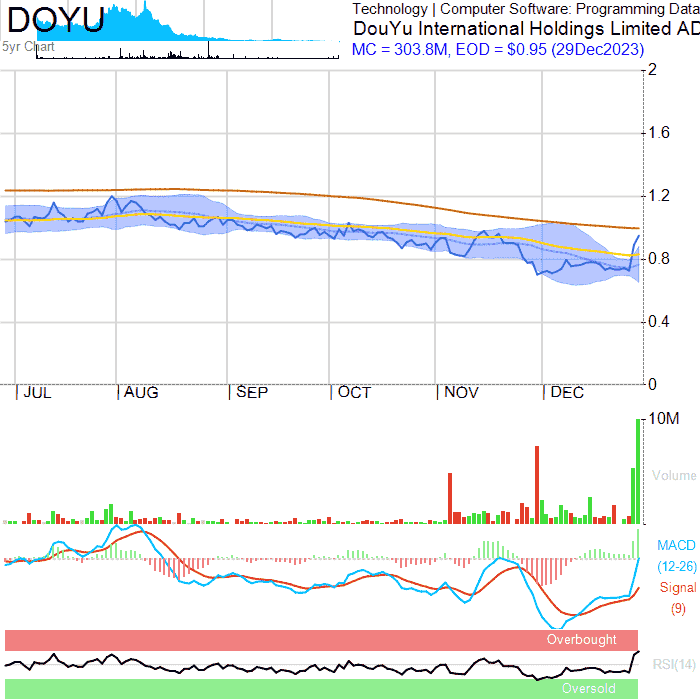 DOYU
5yr Chart
Technology | Computer Software: Programming Data
DouYu International Holdings Limited AD
MC = 303.8M, EOD = $0.95 (29Dec2023)
2
1.6
1.2
0.8
0.4
0
JUL
AUG
SEP
OCT
NOV
DEC
10M
Volume
MACD
(12-26)
Signal
(9)
Overbought
RSI(14)
Oversold